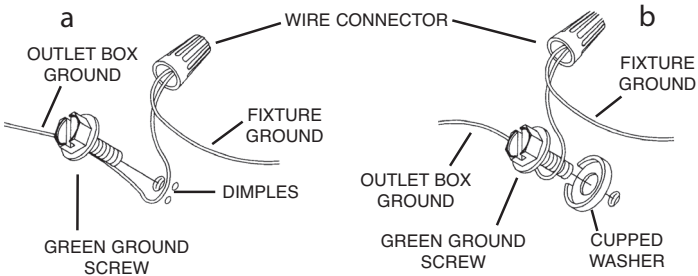 a
WIRE CONNECTOR
b
OUTLET BOX
GROUND
FIXTURE
GROUND
DIMPLES
GREEN GROUND
SCREW
FIXTURE
GROUND
OUTLET BOX
GROUND
GREEN GROUND
SCREW
CUPPED
WASHER